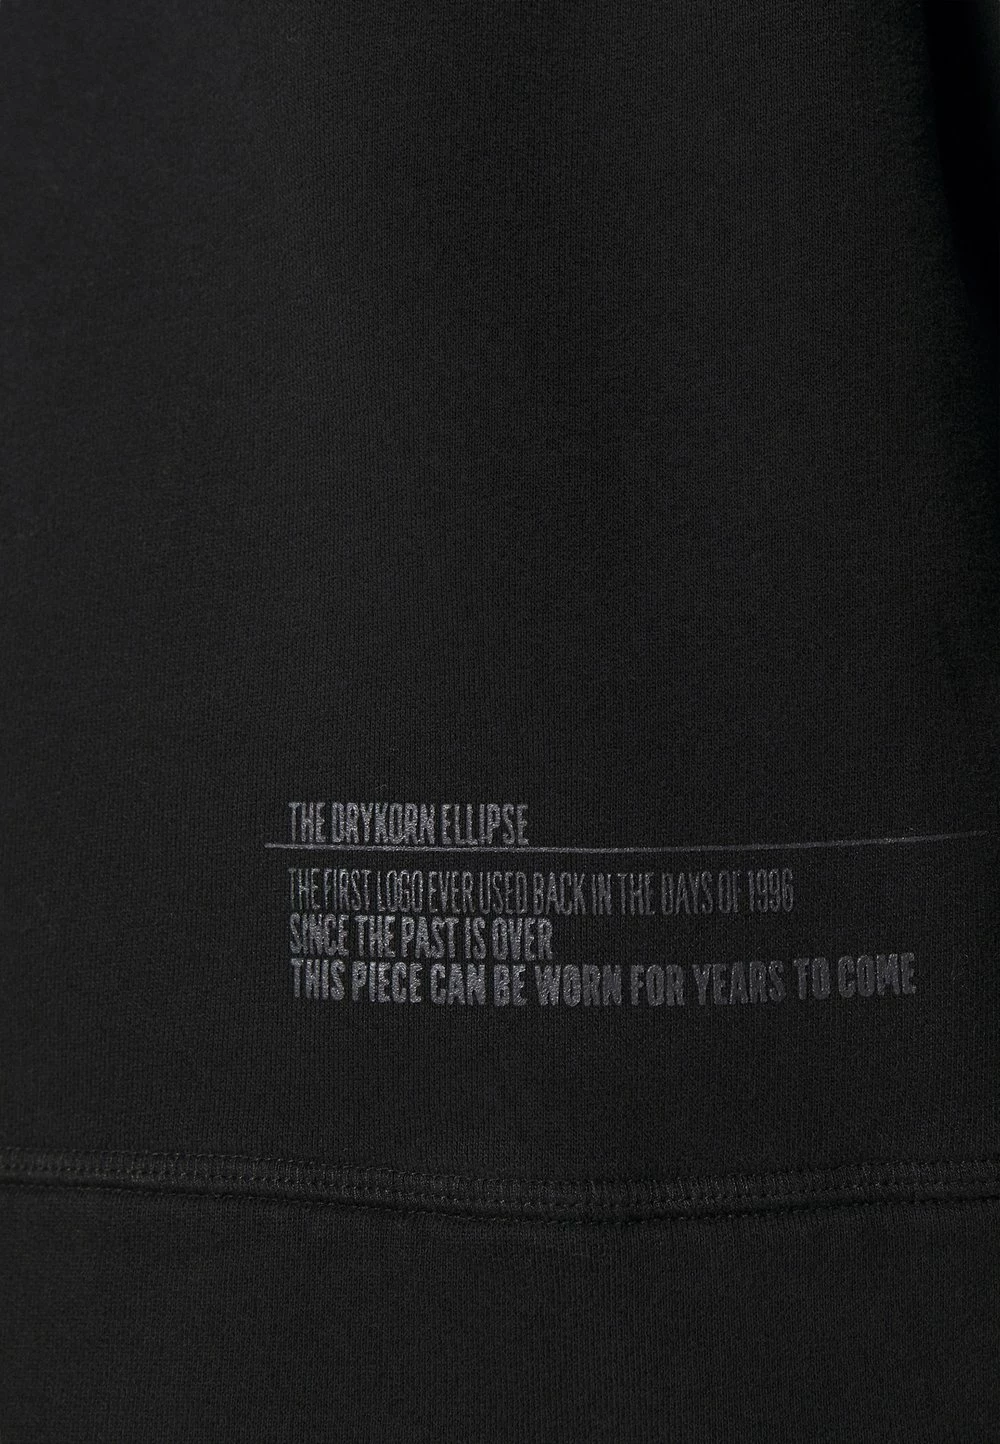 THE DRYKORN ELLIPSE
THE FIRST LOGO EVER USED BACK IN THE DAYS OF 1996
SINCE THE PAST IS OVER
THIS PIECE CAN BE WORN FOR YEARS TO COME